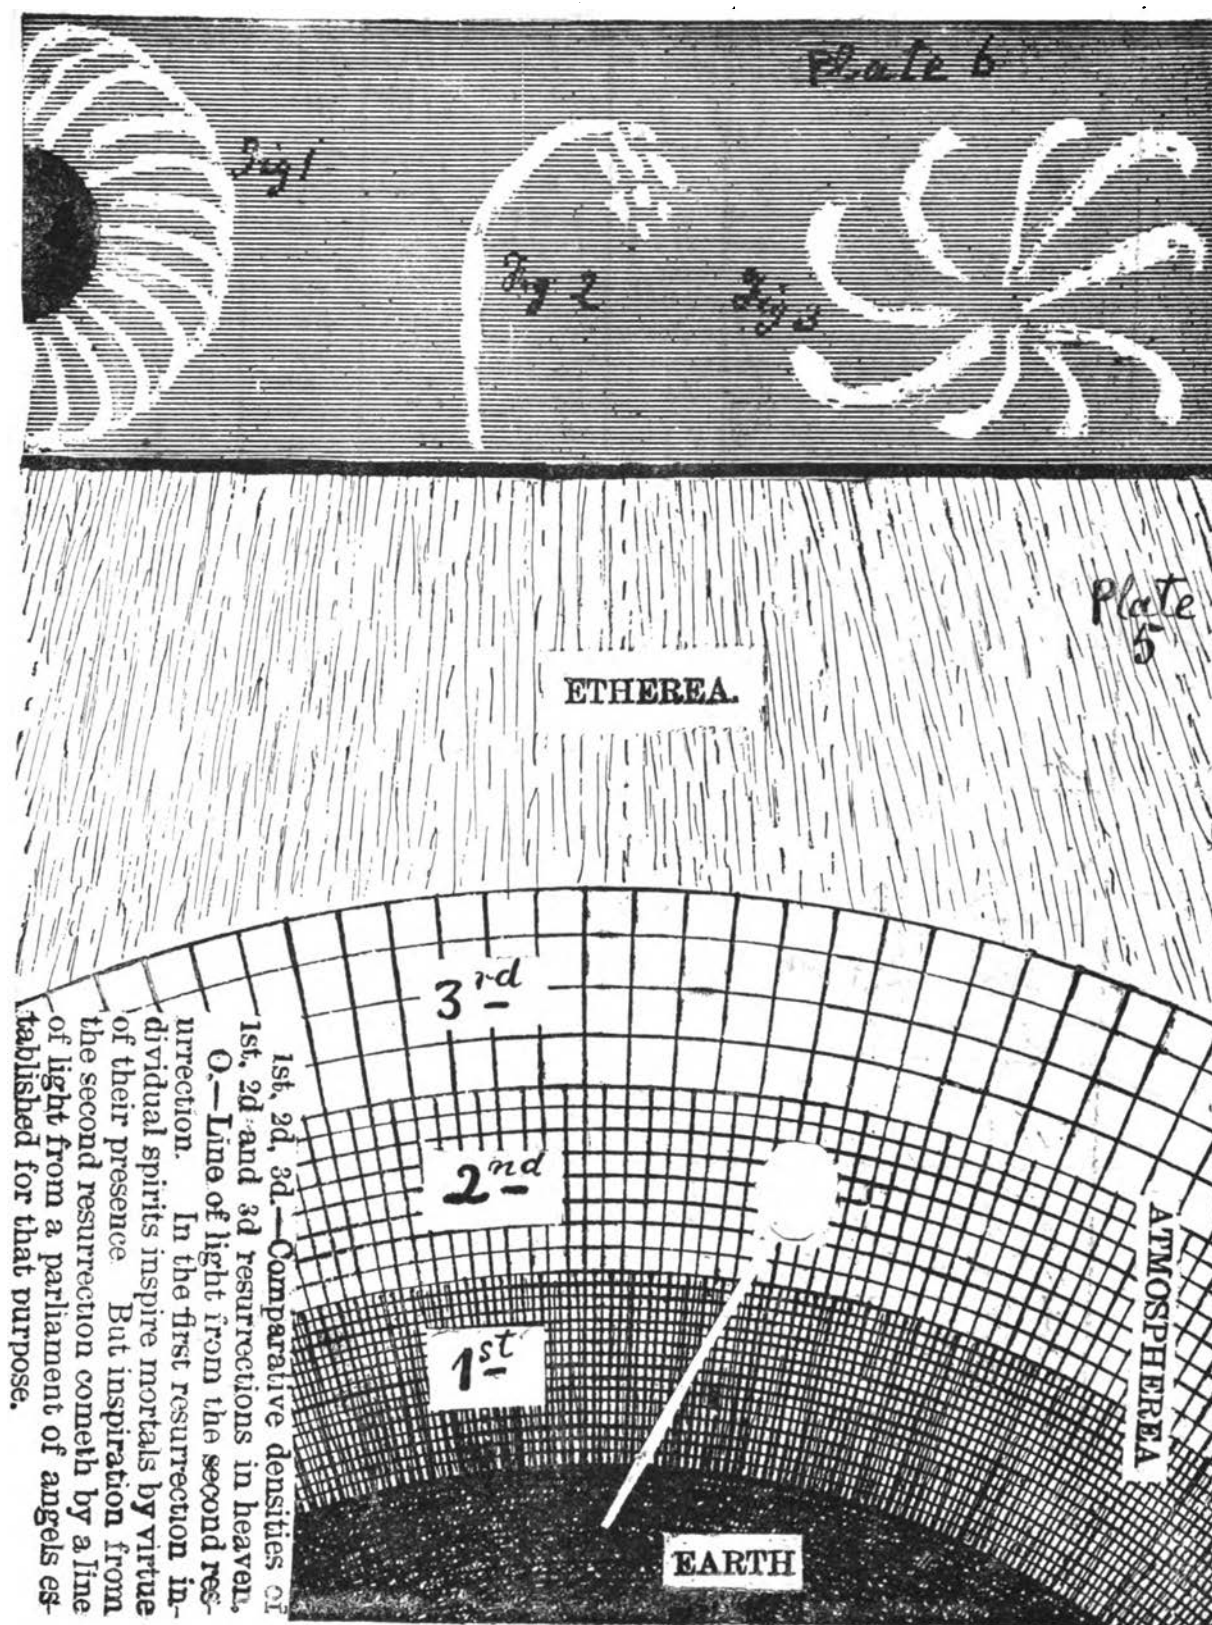 Plate 6
Fig 1
Fig. 2
Fig 3
Plate
5
ETHEREA.
3rd
2nd
1st
ATMOSPHEREA
EARTH
1st, 2d, 3d.—Comparative densities of
1st, 2d and 3d resurrections in heaven,
O.—Line of light from the second res-
urrection. In the first resurrection in-
dividual spirits inspire mortals by virtue
of their presence. But inspiration from
the second resurrection cometh by a line
of light from a parliament of angels es-
tablished for that purpose.